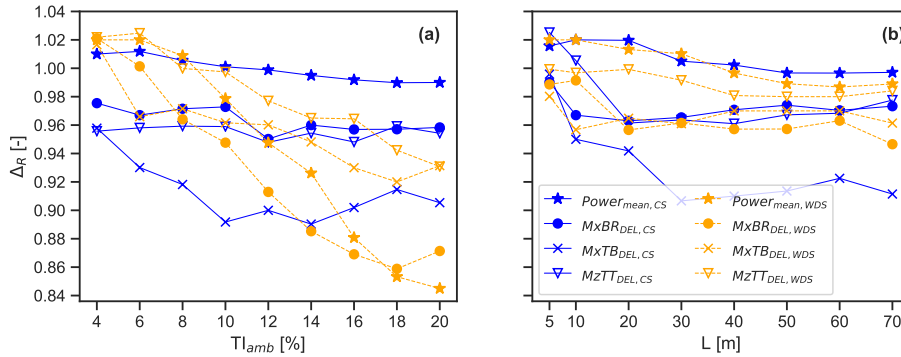 1.04
1.02
1.00
0.98
0.96
0.94
0.92
0.90
0.88
0.86
0.84
Δ_R [-]
(a)
4 6 8 10 12 14 16 18 20
TI_amb [%]
(b)
Power_mean, CS Power_mean, WDS
MxBR_DEL, CS MxBR_DEL, WDS
MxTB_DEL, CS MxTB_DEL, WDS
MzTT_DEL, CS MzTT_DEL, WDS
5 10 20 30 40 50 60 70
L [m]